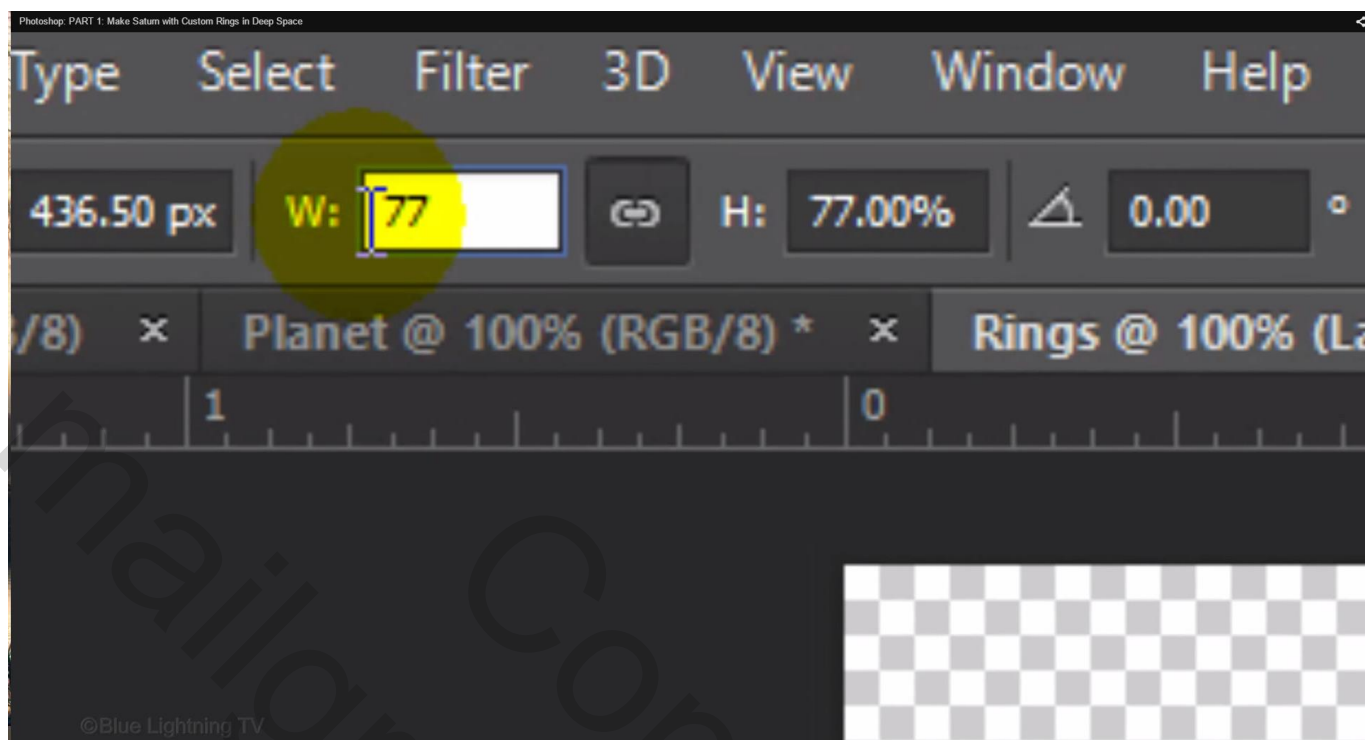 Photoshop: PART 1: Make Saturn with Custom Rings in Deep Space
Type Select Filter 3D View Window Help
436.50 px W: 77 H: 77.00% 0.00 °
/8) × Planet @ 100% (RGB/8) * × Rings @ 100% (La
1 0
©Blue Lightning TV